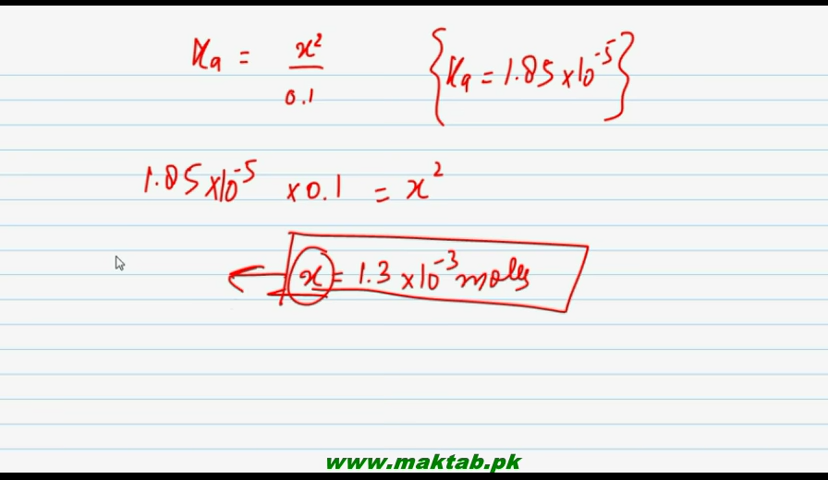 Ka = x²/0.1 {Ka = 1.85 × 10⁻⁵}
1.85 × 10⁻⁵ × 0.1 = x²
x = 1.3 × 10⁻³ moles
www.maktab.pk